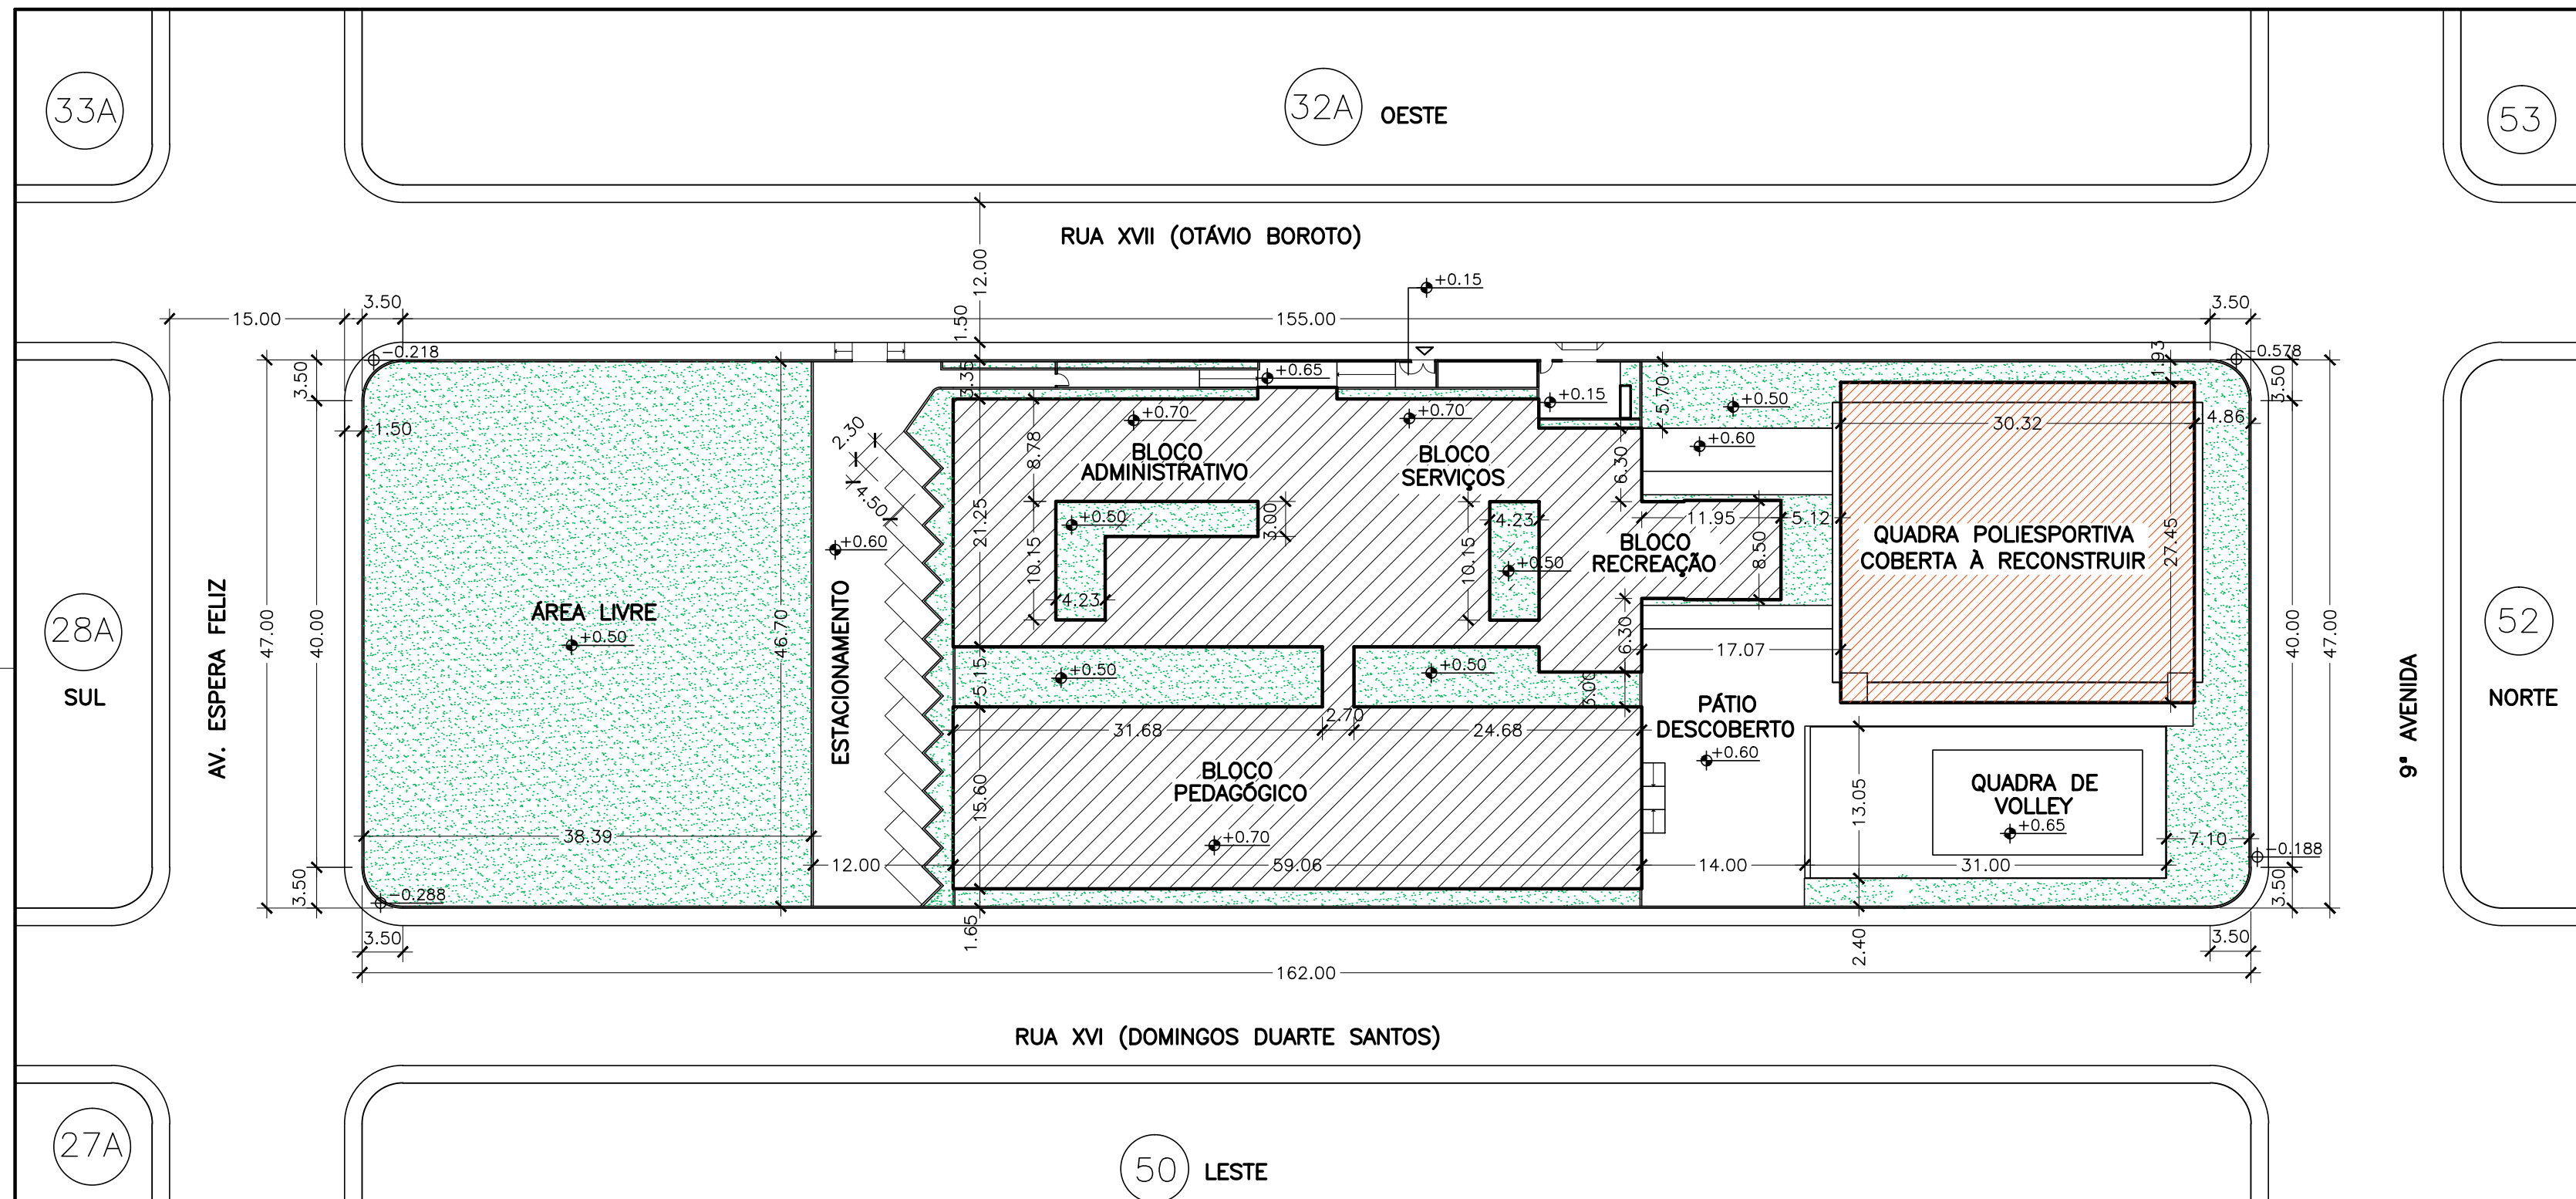 33A
32A
OESTE
53
RUA XVII (OTÁVIO BOROTO)
12.00
+0.15
3.50
15.00
155.00
3.50
1.50
-0.218
1.93
-0.578
3.50
3.35
+0.65
5.70
+0.50
3.50
1.50
+0.70
+0.70
+0.15
30.32
4.86
2.30
4.50
8.78
BLOCO
ADMINISTRATIVO
BLOCO
SERVIÇOS
6.30
+0.60
+0.50
3.00
4.23
11.95
5.12
+0.60
21.25
10.15
10.15
+0.50
BLOCO
RECREAÇÃO
8.50
QUADRA POLIESPORTIVA
COBERTA À RECONSTRUIR
27.45
4.23
28A
SUL
AV. ESPERA FELIZ
47.00
40.00
ÁREA LIVRE
+0.50
46.70
ESTACIONAMENTO
6.30
17.07
52
NORTE
9ª AVENIDA
40.00
47.00
5.15
+0.50
+0.50
3.00
PÁTIO
DESCOBERTO
+0.60
31.68
2.70
24.68
BLOCO
PEDAGÓGICO
15.60
+0.70
13.05
QUADRA DE
VOLLEY
+0.65
38.39
12.00
59.06
14.00
31.00
7.10
-0.188
3.50
-0.288
3.50
3.50
1.65
2.40
3.50
162.00
RUA XVI (DOMINGOS DUARTE SANTOS)
27A
50
LESTE